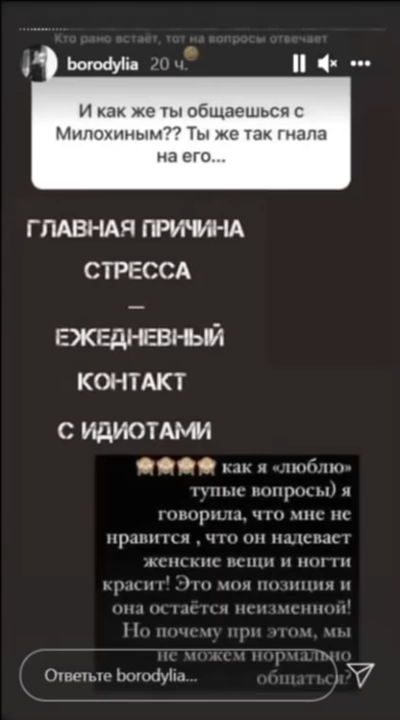 Кто рано встаёт, тот на вопросы отвечает
borodylia 20 ч.
И как же ты общаешься с
Милохиным?? Ты же так гнала
на его...
ГЛАВНАЯ ПРИЧИНА
СТРЕССА
—
ЕЖЕДНЕВНЫЙ
КОНТАКТ
С ИДИОТАМИ
🙈🙈🙈🙈 как я «люблю»
тупые вопросы) я
говорила, что мне не
нравится , что он надевает
женские вещи и ногти
красит! Это моя позиция и
она остаётся неизменной!
Но почему при этом, мы
не можем нормально
общаться?
Ответьте borodylia...